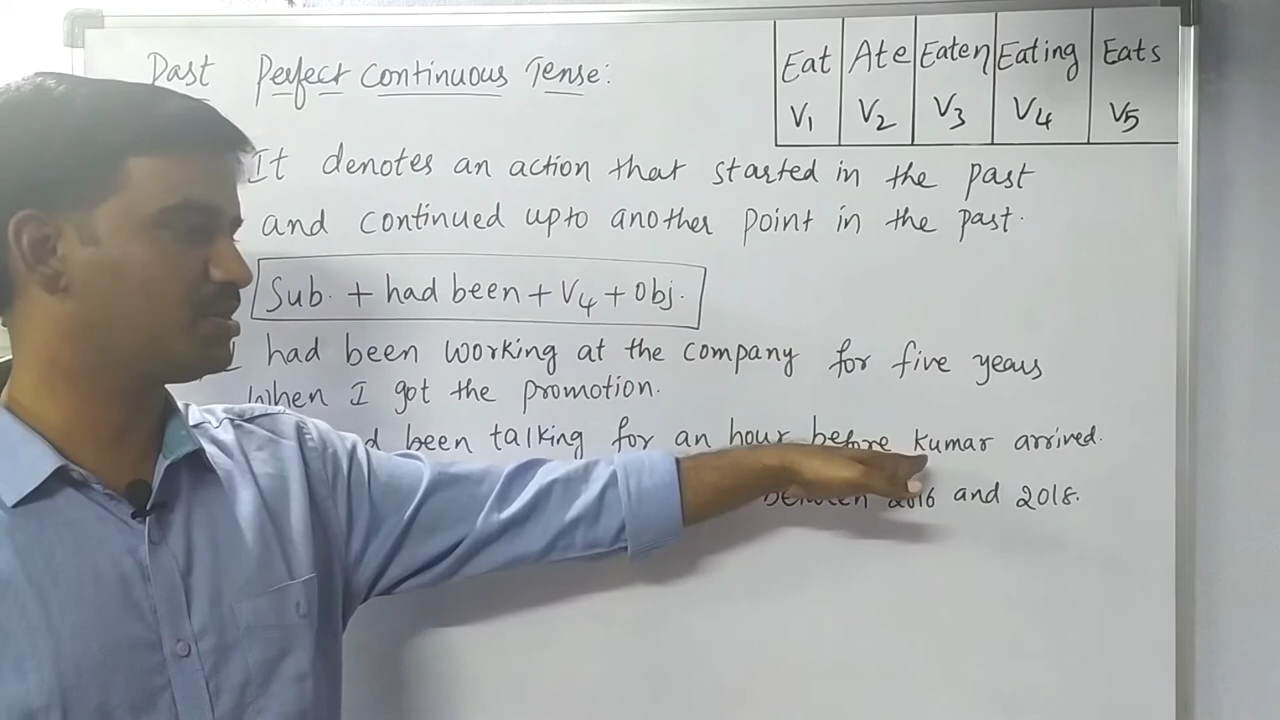 Past Perfect Continuous Tense:
Eat Ate Eaten Eating Eats
V1 V2 V3 V4 V5
It denotes an action that started in the past
and continued upto another point in the past.
Sub. + had been + V4 + Obj.
I had been working at the company for five years
When I got the promotion.
been talking for an hour before Kumar arrived.
between 2016 and 2018.